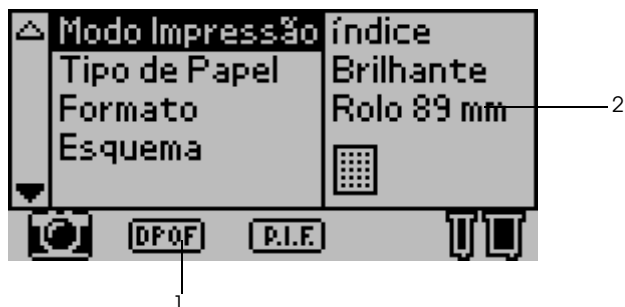 Modo Impressão índice
Tipo de Papel Brilhante
Formato Rolo 89 mm
Esquema
DPOF P.I.F.
1
2